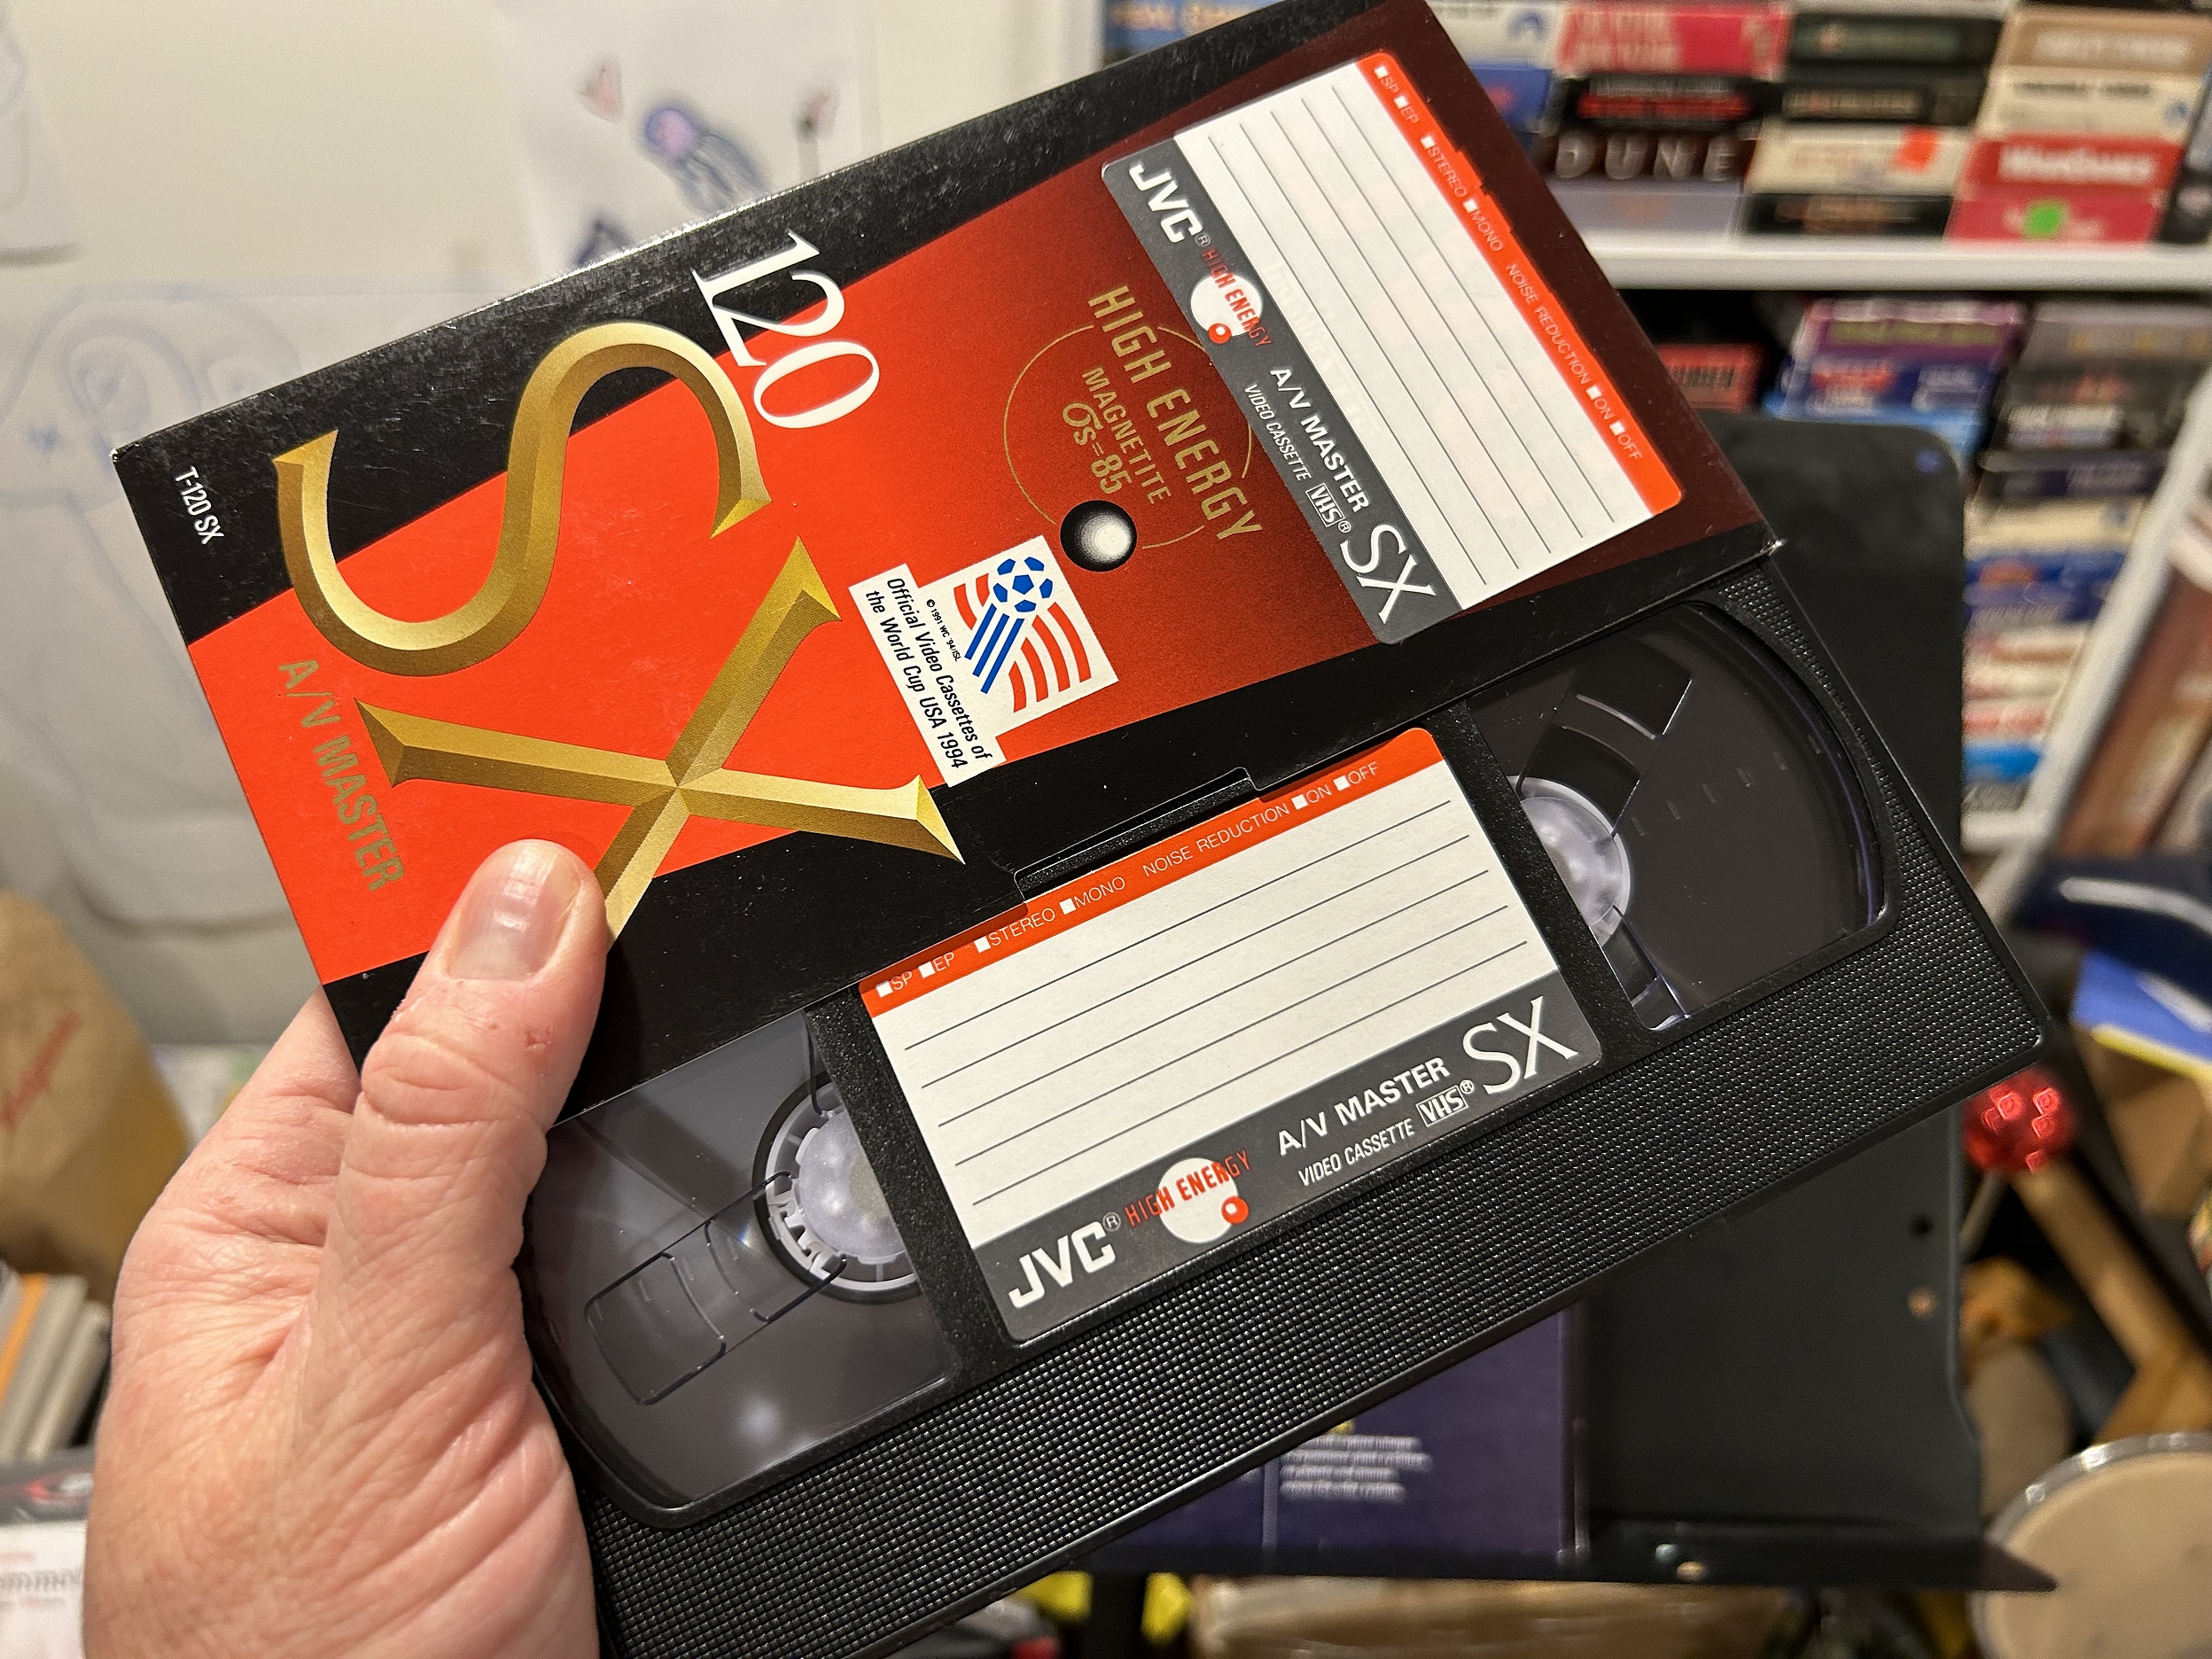 T-120 SX
120
SX
A/V MASTER
HIGH ENERGY
MAGNETITE
σs=85
© 1991 WC '94/ISL
Official Video Cassettes of
the World Cup USA 1994
■SP ■EP ■STEREO ■MONO NOISE REDUCTION ■ON ■OFF
JVC® HIGH ENERGY A/V MASTER SX
VIDEO CASSETTE VHS®
■SP ■EP ■STEREO ■MONO NOISE REDUCTION ■ON ■OFF
JVC® HIGH ENERGY A/V MASTER SX
VIDEO CASSETTE VHS®
DUNE
WARGAMES